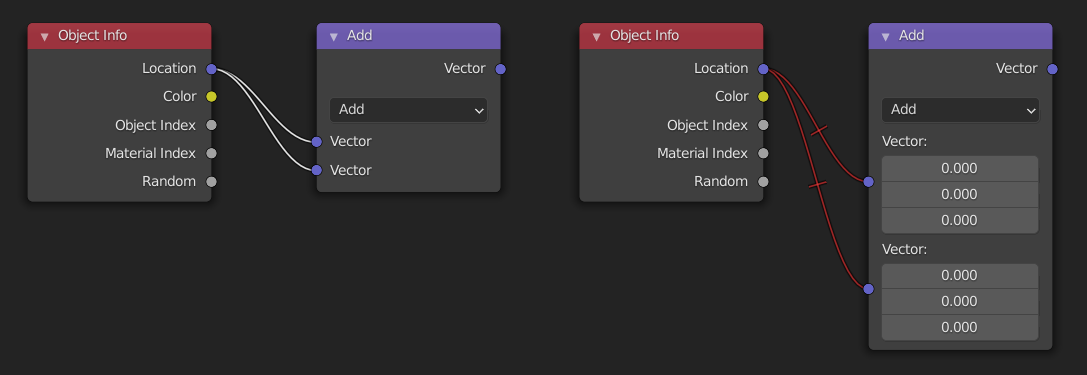 Object Info
Location
Color
Object Index
Material Index
Random
Add
Vector
Add
Vector
Vector
Object Info
Location
Color
Object Index
Material Index
Random
Add
Vector
Add
Vector:
0.000
0.000
0.000
Vector:
0.000
0.000
0.000